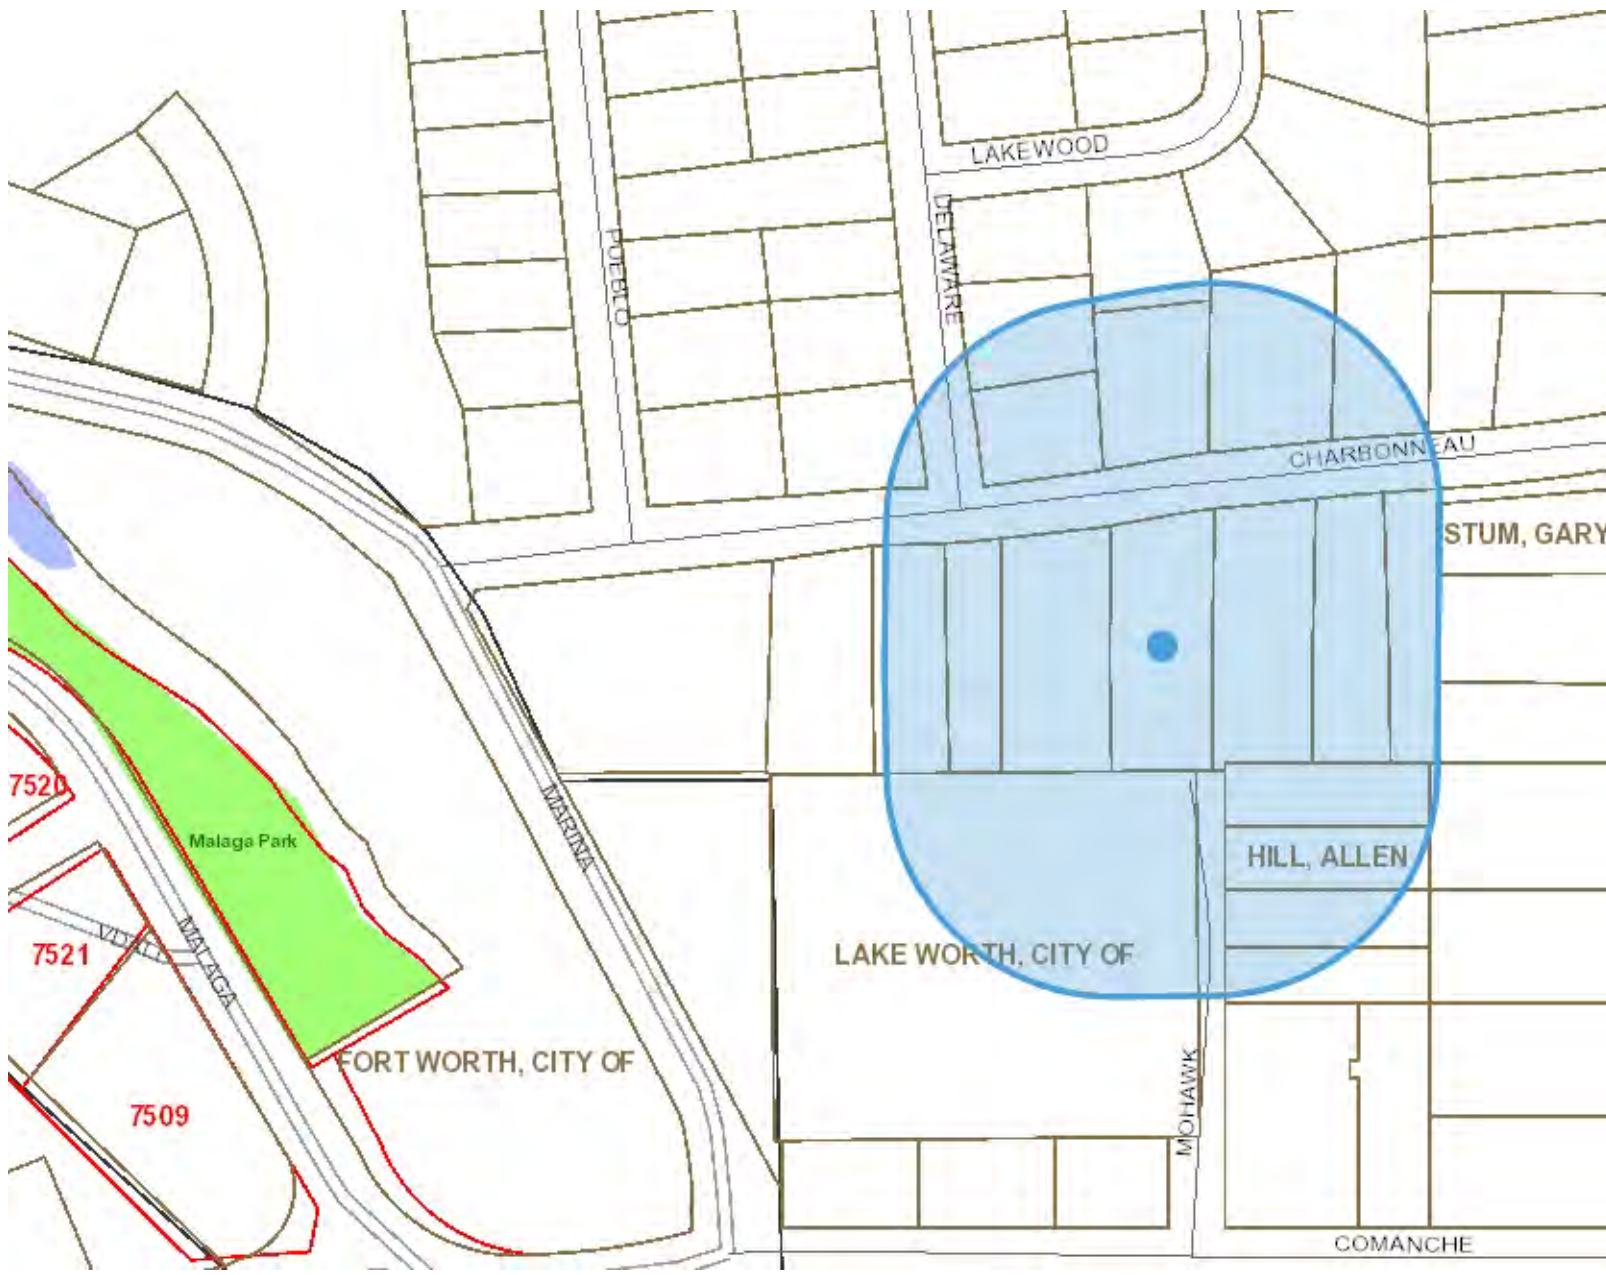 LAKEWOOD
DELAWARE
PUEBLO
CHARBONNEAU
STUM, GARY
7520
MARINA
Malaga Park
HILL, ALLEN
7521
MALAGA
LAKE WORTH, CITY OF
FORT WORTH, CITY OF
MOHAWK
7509
COMANCHE